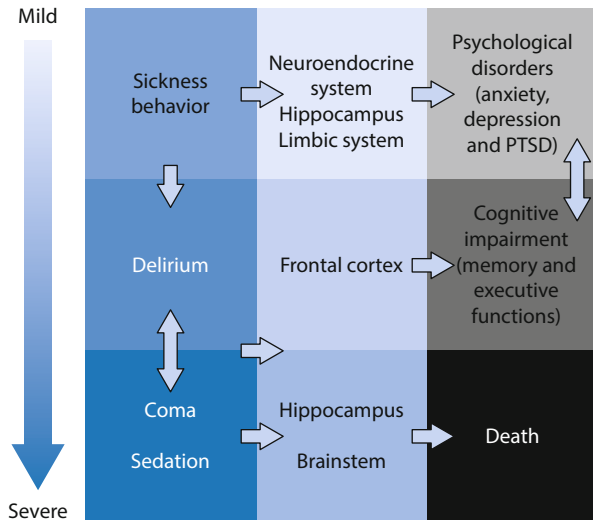 Mild
Sickness
behavior
Neuroendocrine
system
Hippocampus
Limbic system
Psychological
disorders
(anxiety,
depression
and PTSD)
Delirium
Frontal cortex
Cognitive
impairment
(memory and
executive
functions)
Coma
Sedation
Hippocampus
Brainstem
Death
Severe